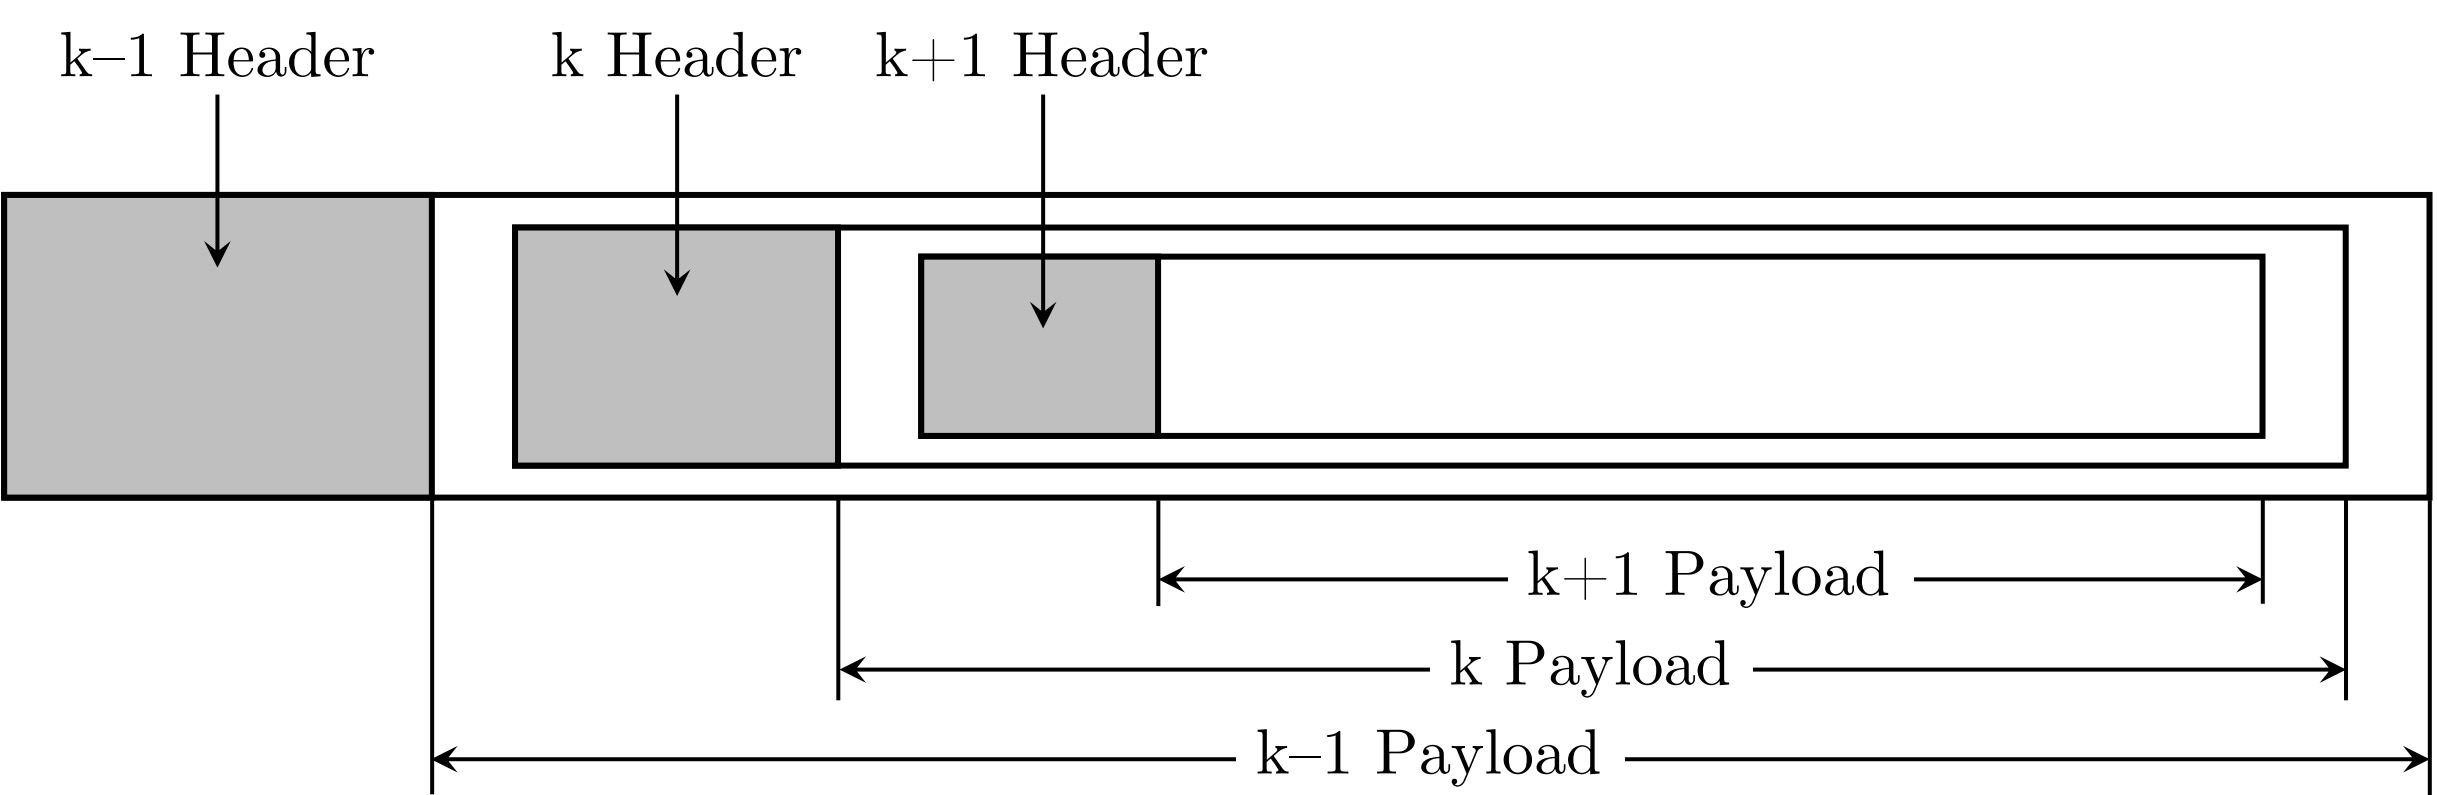 k–1 Header k Header k+1 Header
k+1 Payload
k Payload
k–1 Payload